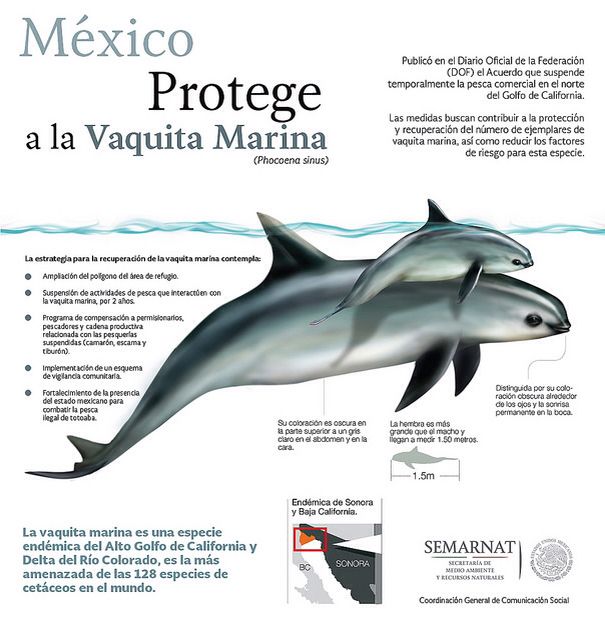 México
Protege
a la Vaquita Marina
(Phocoena sinus)
Publicó en el Diario Oficial de la Federación
(DOF) el Acuerdo que suspende
temporalmente la pesca comercial en el norte
del Golfo de California.
Las medidas buscan contribuir a la protección
y recuperación del número de ejemplares de
vaquita marina, así como reducir los factores
de riesgo para esta especie.
La estrategia para la recuperación de la vaquita marina contempla:
Ampliación del polígono del área de refugio.
Suspensión de actividades de pesca que interactúen con
la vaquita marina, por 2 años.
Programa de compensación a permisionarios,
pescadores y cadena productiva
relacionada con las pesquerías
suspendidas (camarón, escama y
tiburón).
Implementación de un esquema
de vigilancia comunitaria.
Fortalecimiento de la presencia
del estado mexicano para
combatir la pesca
ilegal de totoaba.
Su coloración es oscura en
la parte superior a un gris
claro en el abdomen y en la
cara.
La hembra es más
grande que el macho y
llegan a medir 1.50 metros.
1.5m
Distinguida por su colo-
ración obscura alrededor
de los ojos y la sonrisa
permanente en la boca.
La vaquita marina es una especie
endémica del Alto Golfo de California y
Delta del Río Colorado, es la más
amenazada de las 128 especies de
cetáceos en el mundo.
Endémica de Sonora
y Baja California.
BC
SONORA
SEMARNAT
SECRETARÍA DE
MEDIO AMBIENTE
Y RECURSOS NATURALES
Coordinación General de Comunicación Social